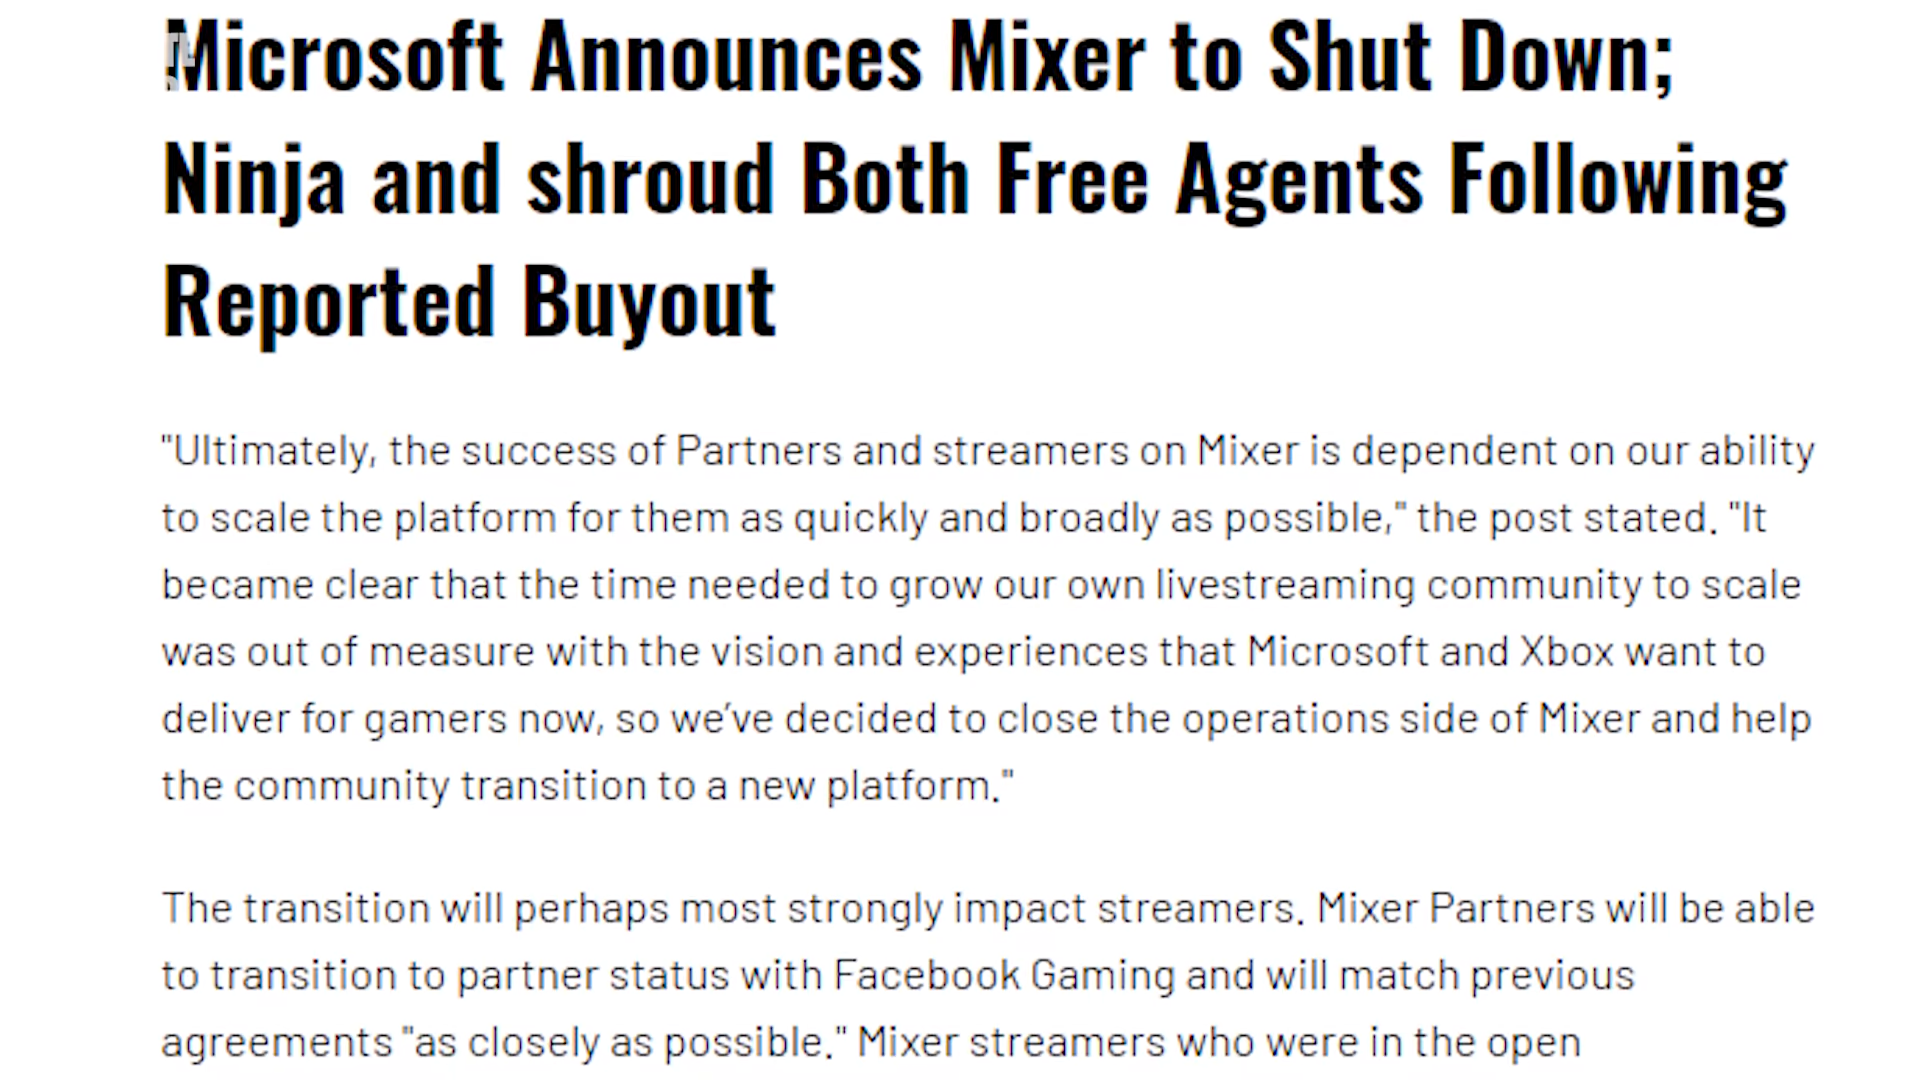 Microsoft Announces Mixer to Shut Down;
Ninja and shroud Both Free Agents Following
Reported Buyout
"Ultimately, the success of Partners and streamers on Mixer is dependent on our ability
to scale the platform for them as quickly and broadly as possible," the post stated. "It
became clear that the time needed to grow our own livestreaming community to scale
was out of measure with the vision and experiences that Microsoft and Xbox want to
deliver for gamers now, so we’ve decided to close the operations side of Mixer and help
the community transition to a new platform."
The transition will perhaps most strongly impact streamers. Mixer Partners will be able
to transition to partner status with Facebook Gaming and will match previous
agreements "as closely as possible." Mixer streamers who were in the open